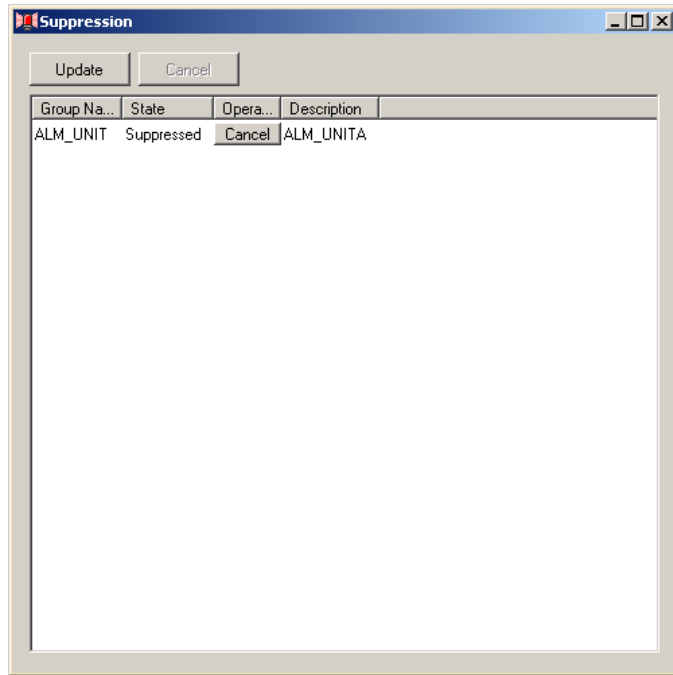 Suppression
Update Cancel
Group Na... State Opera... Description
ALM_UNIT Suppressed Cancel ALM_UNITA